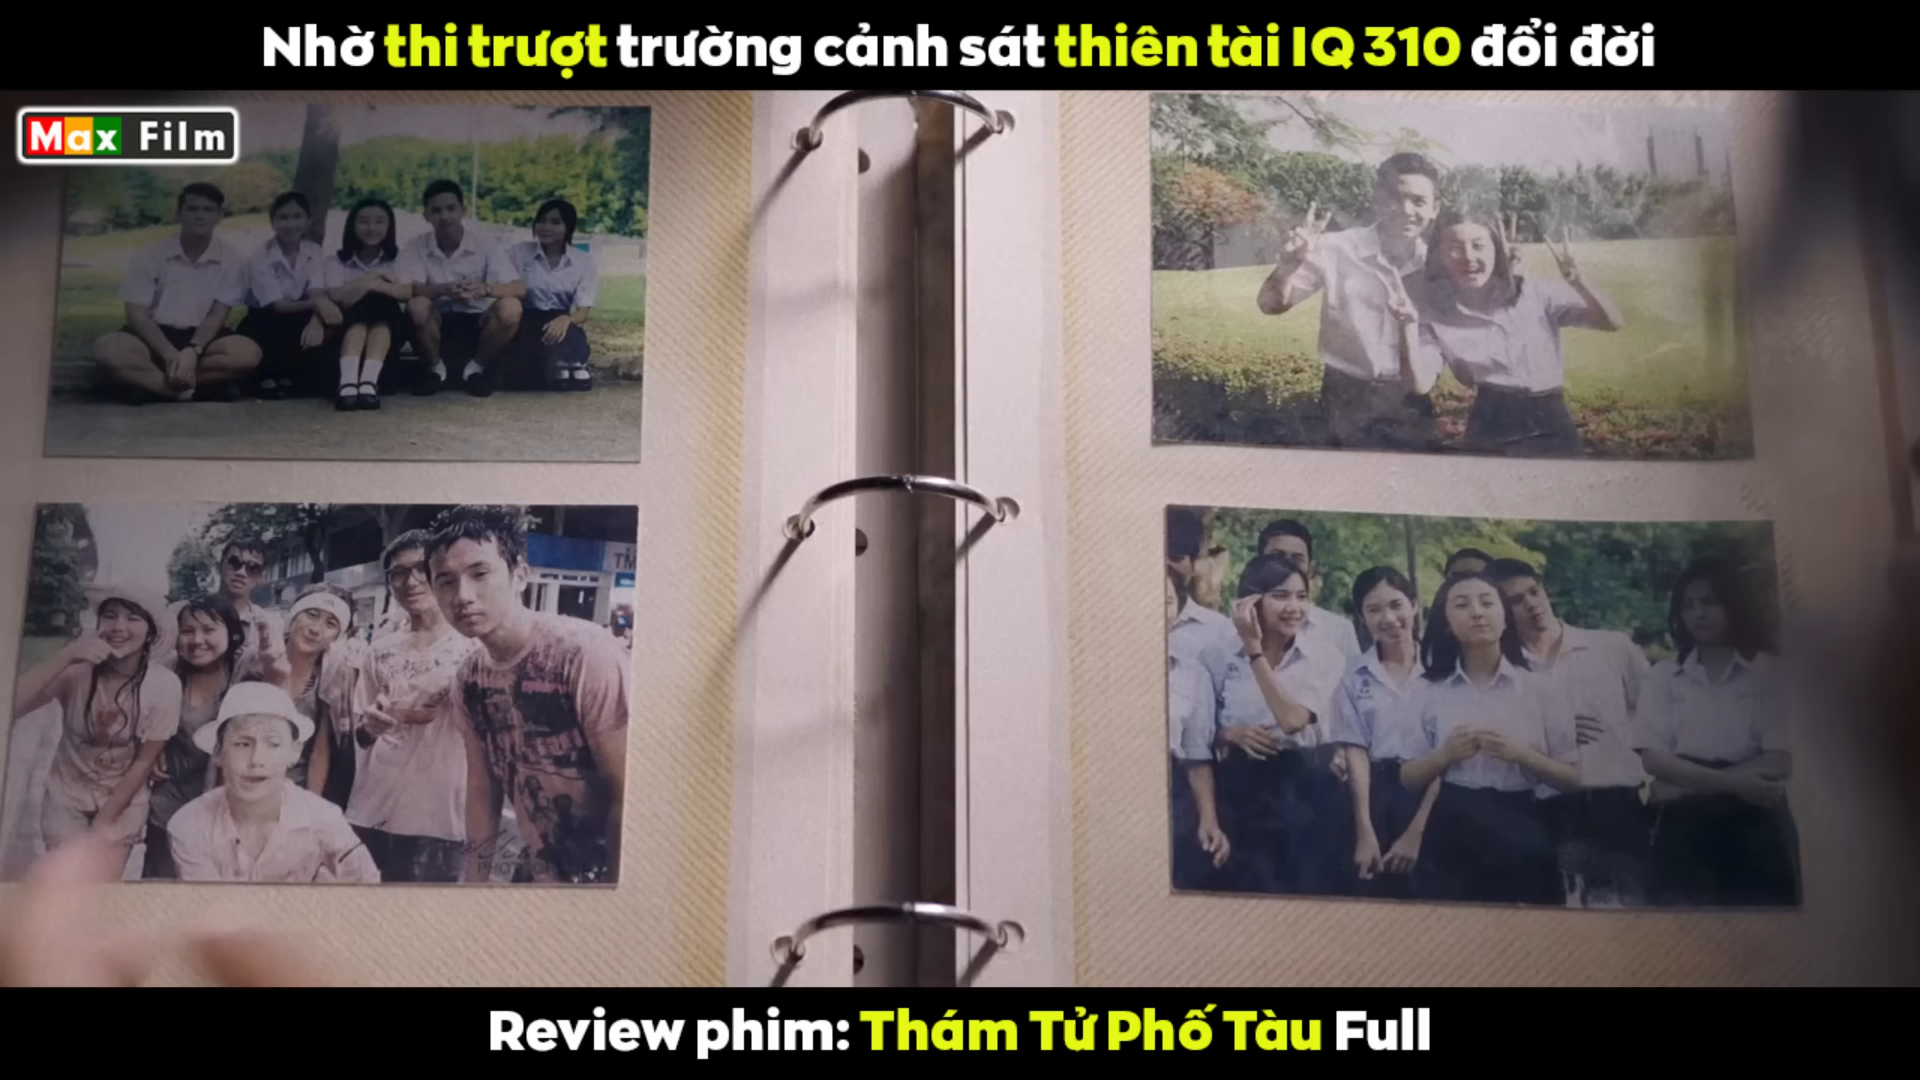 Nhờ thi trượt trường cảnh sát thiên tài IQ 310 đổi đời
Max Film
TM
Review phim: Thám Tử Phố Tàu Full